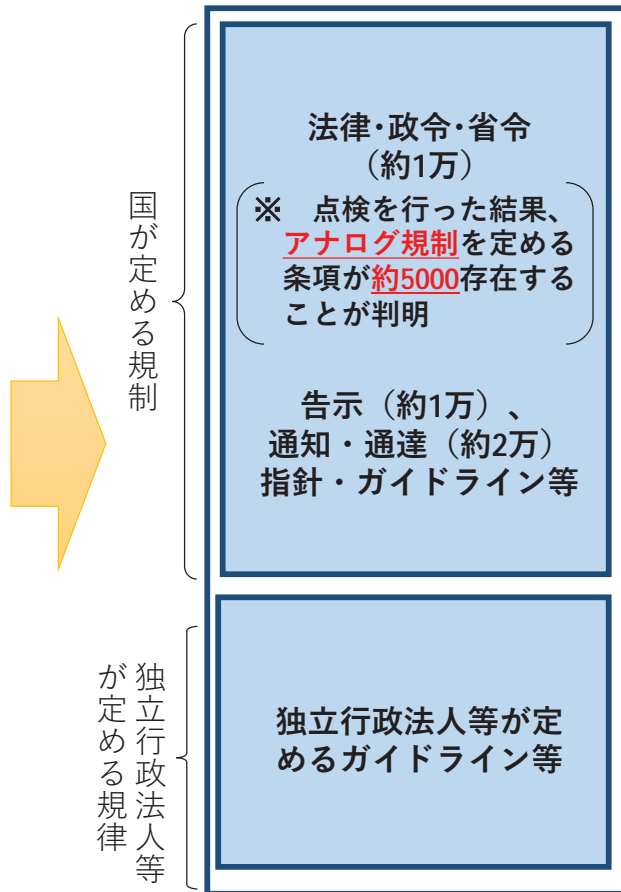 国が定める規制
法律・政令・省令
（約1万）
※　点検を行った結果、
アナログ規制を定める
条項が約5000存在する
ことが判明
告示（約1万）、
通知・通達（約2万）
指針・ガイドライン等
独立行政法人等
が定める規律
独立行政法人等が定
めるガイドライン等